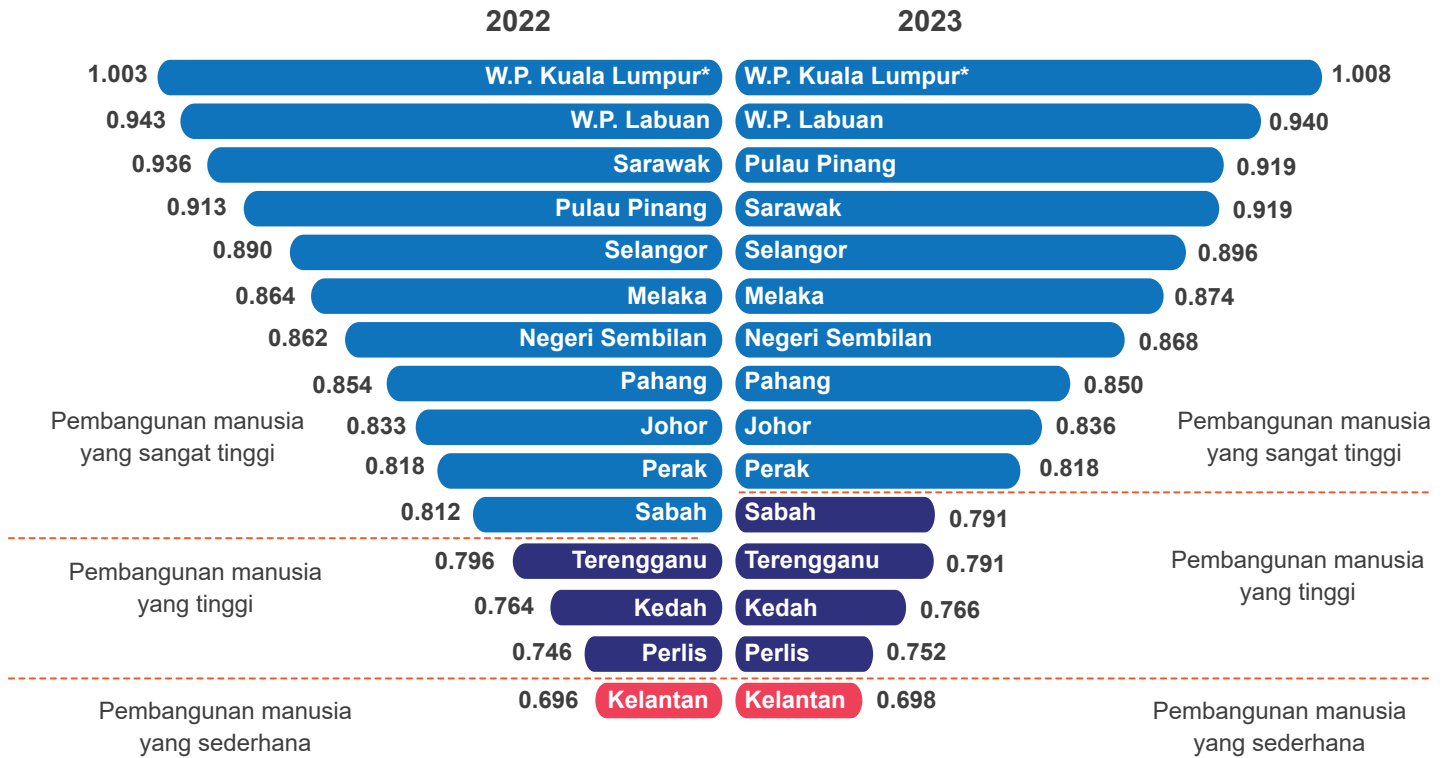 2022 2023
1.003 W.P. Kuala Lumpur* W.P. Kuala Lumpur* 1.008
0.943 W.P. Labuan W.P. Labuan 0.940
0.936 Sarawak Pulau Pinang 0.919
0.913 Pulau Pinang Sarawak 0.919
0.890 Selangor Selangor 0.896
0.864 Melaka Melaka 0.874
0.862 Negeri Sembilan Negeri Sembilan 0.868
0.854 Pahang Pahang 0.850
Pembangunan manusia
yang sangat tinggi
0.833 Johor Johor 0.836
Pembangunan manusia
yang sangat tinggi
0.818 Perak Perak 0.818
0.812 Sabah Sabah 0.791
0.796 Terengganu Terengganu 0.791
Pembangunan manusia
yang tinggi
Pembangunan manusia
yang tinggi
0.764 Kedah Kedah 0.766
0.746 Perlis Perlis 0.752
0.696 Kelantan Kelantan 0.698
Pembangunan manusia
yang sederhana
Pembangunan manusia
yang sederhana